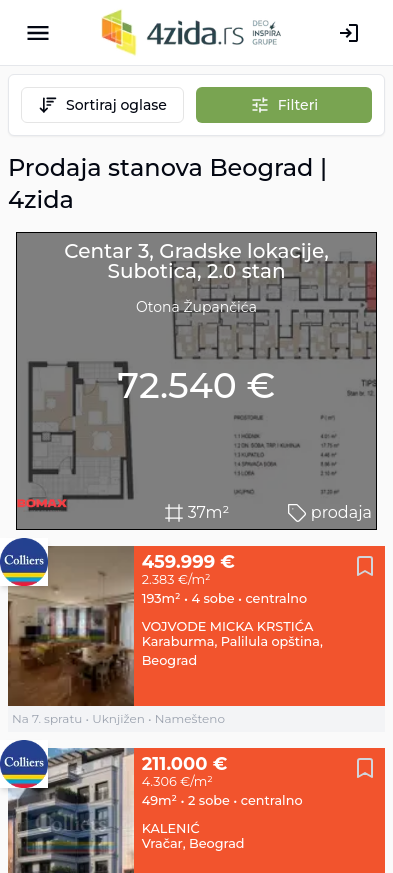 4zida.rs
DEO
INSPIRA
GRUPE
Sortiraj oglase
Filteri
Prodaja stanova Beograd |
4zida
Centar 3, Gradske lokacije,
Subotica, 2.0 stan
Otona Župančića
72.540 €
37m²
prodaja
Colliers
459.999 €
2.383 €/m²
193m² • 4 sobe • centralno
VOJVODE MICKA KRSTIĆA
Karaburma, Palilula opština,
Beograd
Na 7. spratu • Uknjižen • Namešteno
Colliers
211.000 €
4.306 €/m²
49m² • 2 sobe • centralno
KALENIĆ
Vračar, Beograd